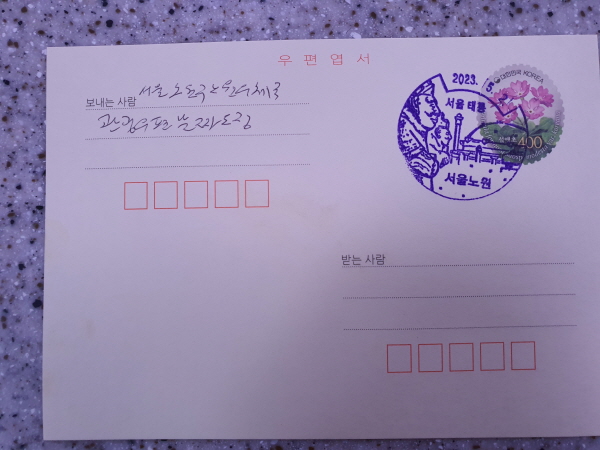 우 편 엽 서
보내는 사람 서울 노원구 노원우체국
관광우편날짜도장
2023. 5.
서울 태릉
서울노원
대한민국 KOREA
400
받는 사람